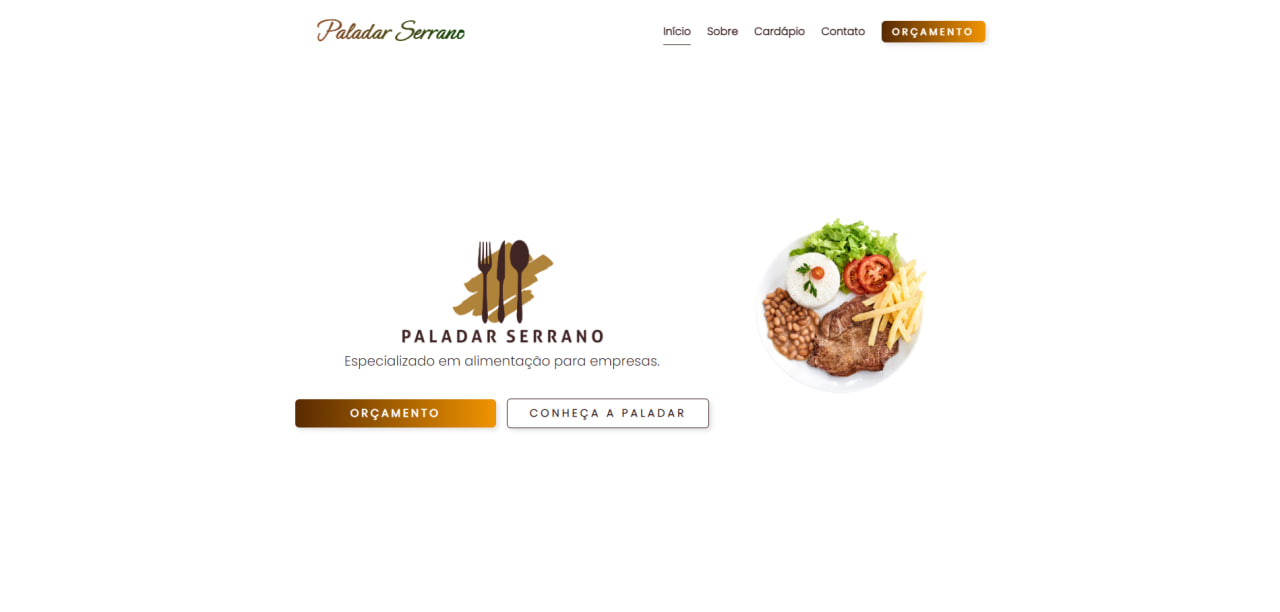 Paladar Serrano
Início Sobre Cardápio Contato ORÇAMENTO
PALADAR SERRANO
Especializado em alimentação para empresas.
ORÇAMENTO CONHEÇA A PALADAR